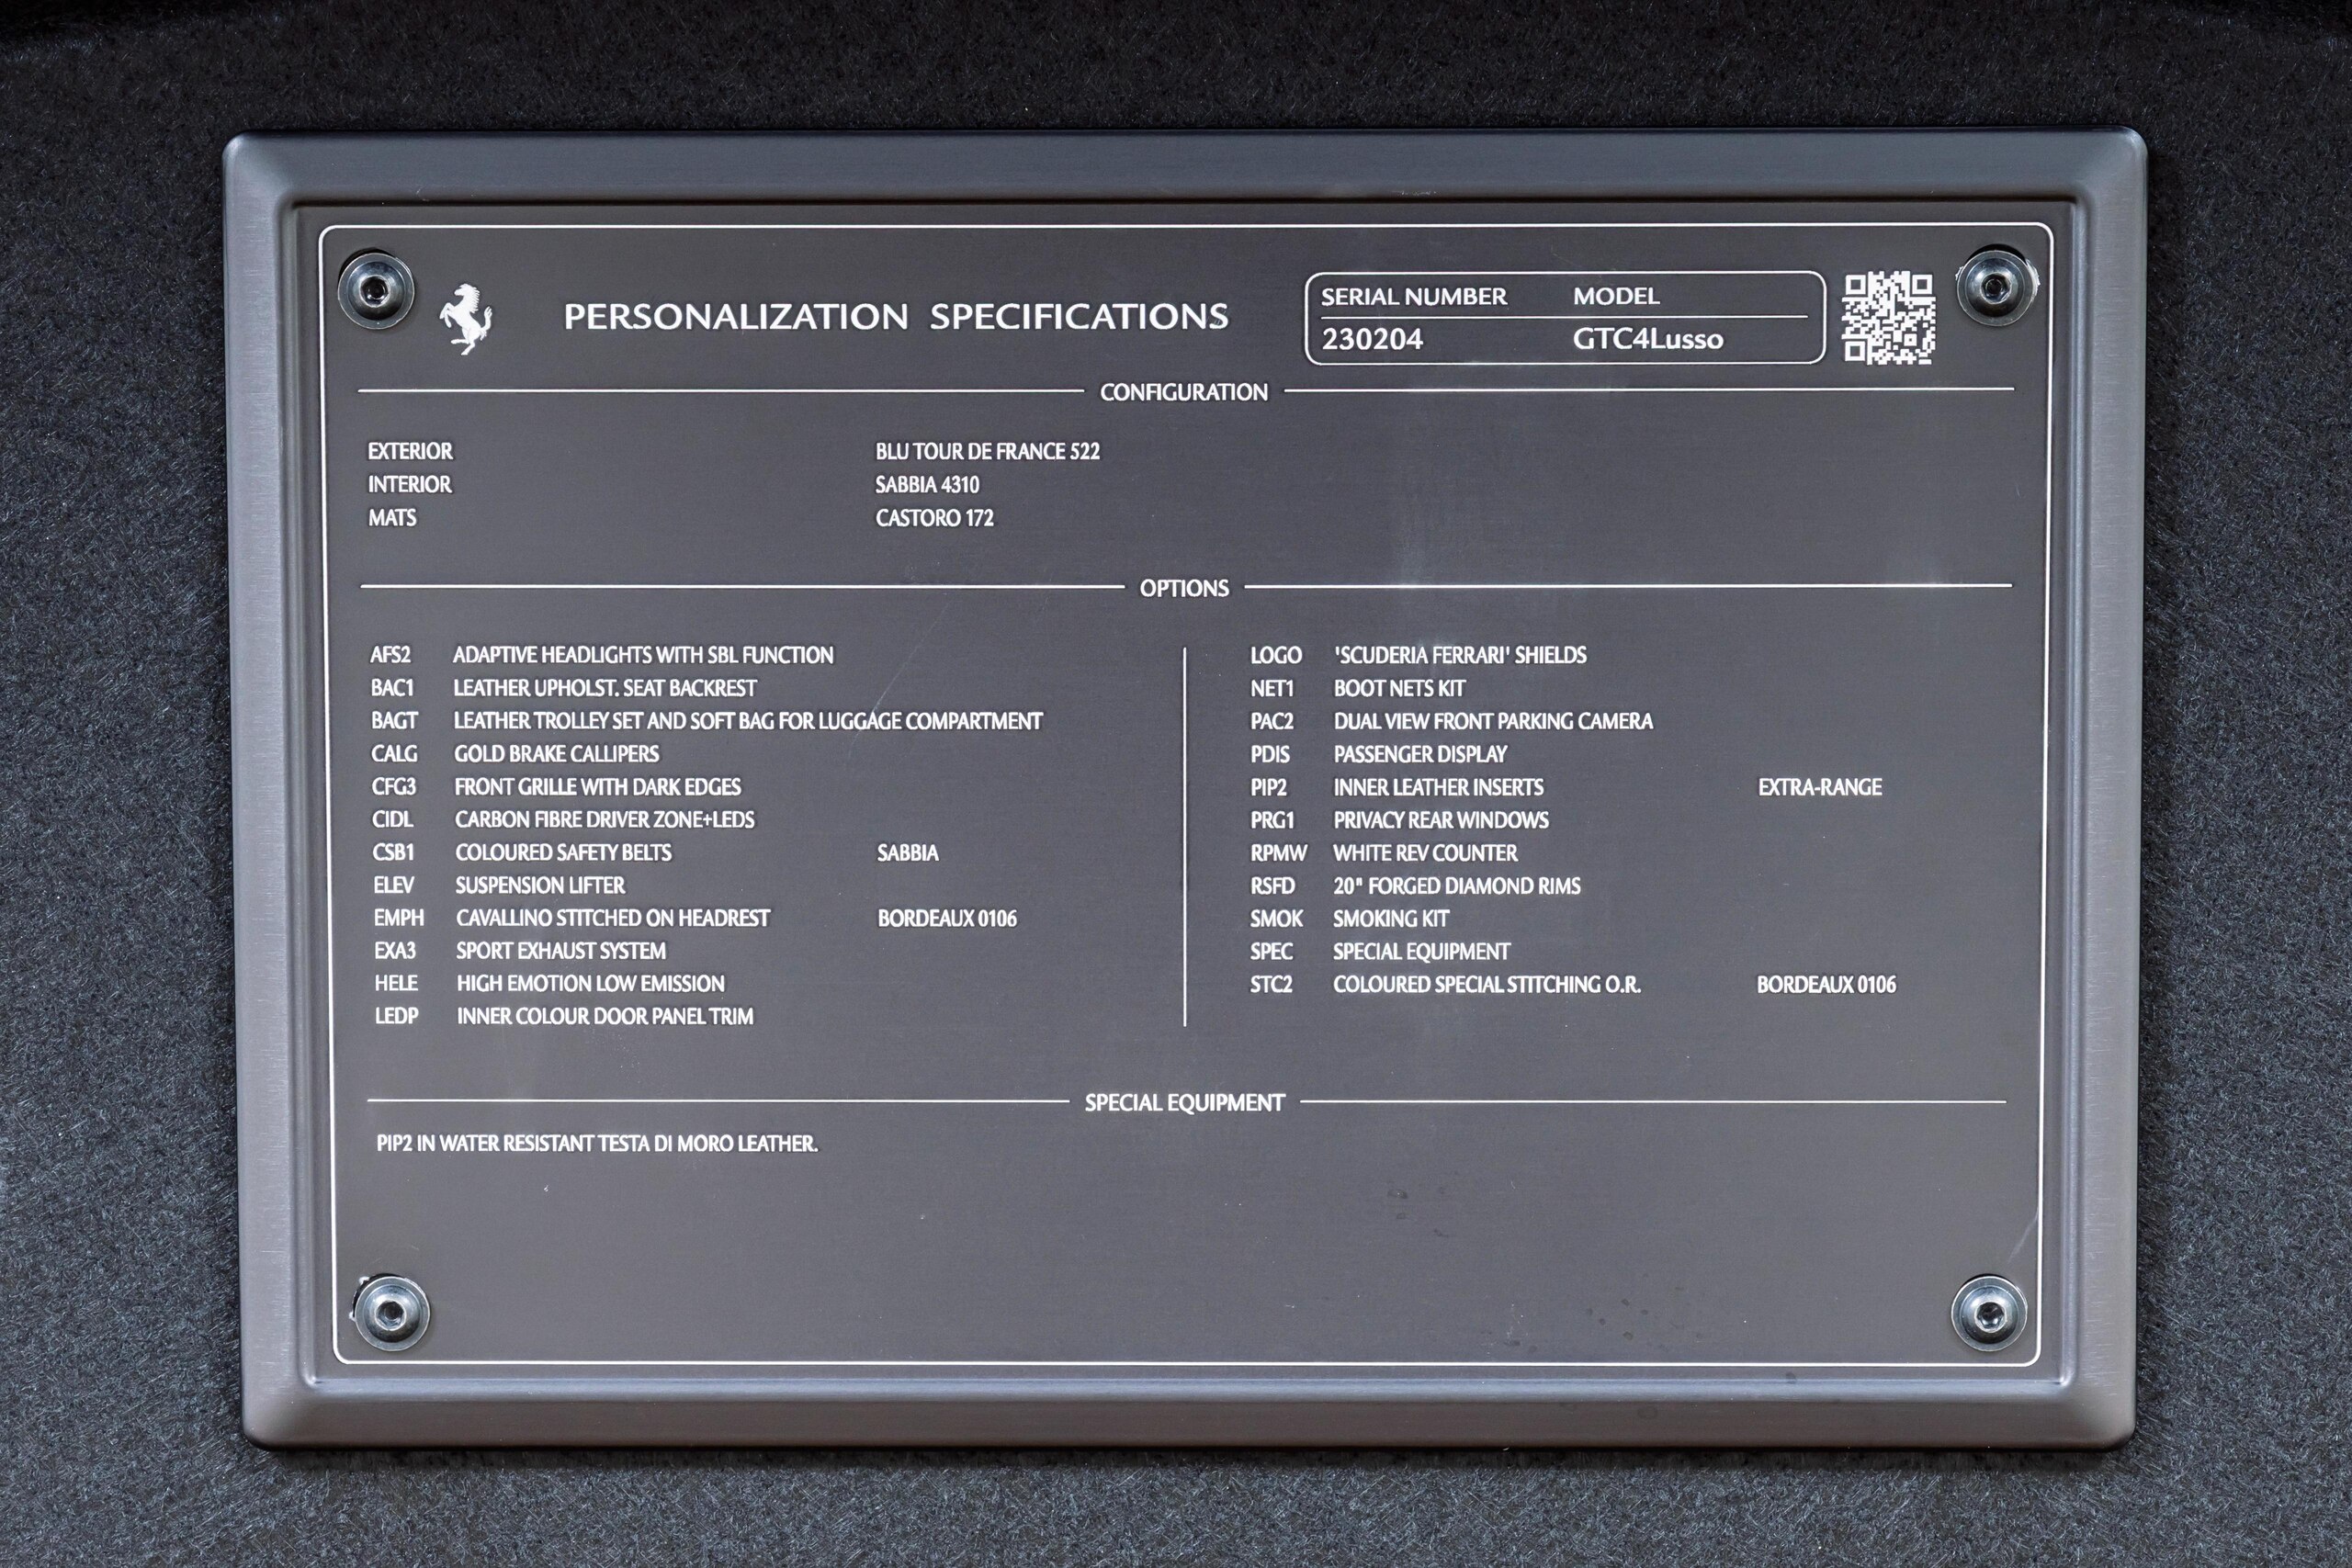 PERSONALIZATION SPECIFICATIONS
SERIAL NUMBER MODEL
230204 GTC4Lusso
CONFIGURATION
EXTERIOR BLU TOUR DE FRANCE 522
INTERIOR SABBIA 4310
MATS CASTORO 172
OPTIONS
AFS2 ADAPTIVE HEADLIGHTS WITH SBL FUNCTION
BAC1 LEATHER UPHOLST. SEAT BACKREST
BAGT LEATHER TROLLEY SET AND SOFT BAG FOR LUGGAGE COMPARTMENT
CALG GOLD BRAKE CALLIPERS
CFG3 FRONT GRILLE WITH DARK EDGES
CIDL CARBON FIBRE DRIVER ZONE+LEDS
CSB1 COLOURED SAFETY BELTS SABBIA
ELEV SUSPENSION LIFTER
EMPH CAVALLINO STITCHED ON HEADREST BORDEAUX 0106
EXA3 SPORT EXHAUST SYSTEM
HELE HIGH EMOTION LOW EMISSION
LEDP INNER COLOUR DOOR PANEL TRIM
LOGO 'SCUDERIA FERRARI' SHIELDS
NET1 BOOT NETS KIT
PAC2 DUAL VIEW FRONT PARKING CAMERA
PDIS PASSENGER DISPLAY
PIP2 INNER LEATHER INSERTS EXTRA-RANGE
PRG1 PRIVACY REAR WINDOWS
RPMW WHITE REV COUNTER
RSFD 20" FORGED DIAMOND RIMS
SMOK SMOKING KIT
SPEC SPECIAL EQUIPMENT
STC2 COLOURED SPECIAL STITCHING O.R. BORDEAUX 0106
SPECIAL EQUIPMENT
PIP2 IN WATER RESISTANT TESTA DI MORO LEATHER.